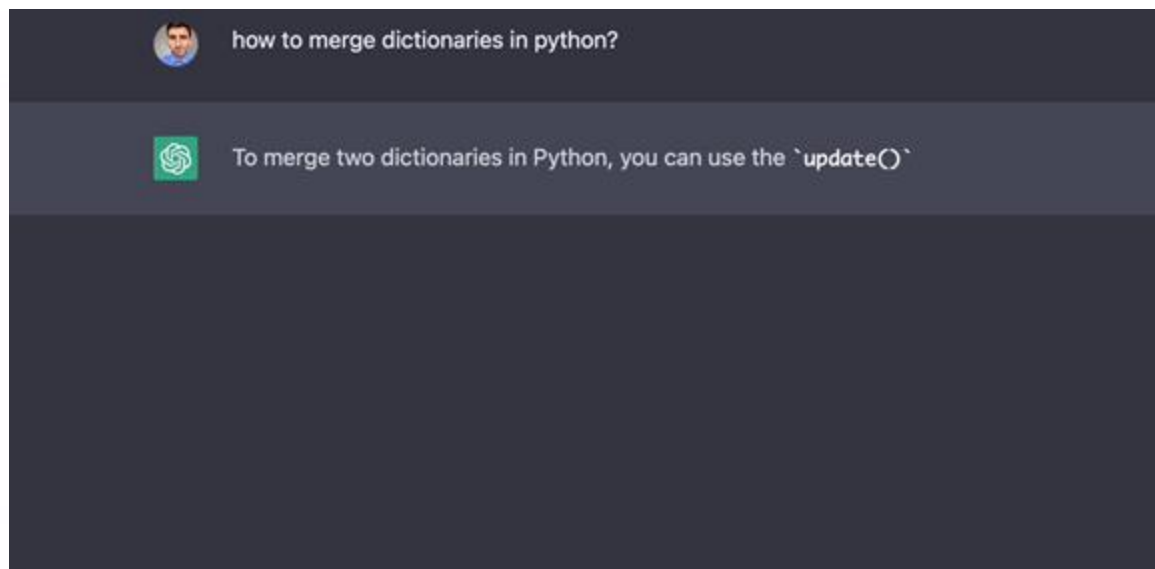 how to merge dictionaries in python?
To merge two dictionaries in Python, you can use the `update()`